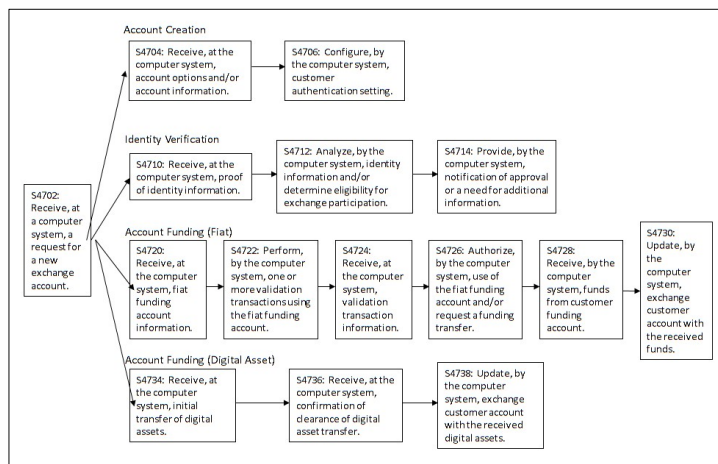 Account Creation
S4704: Receive, at the
computer system,
account options and/or
account information.
S4706: Configure, by
the computer system,
customer
authentication setting.
Identity Verification
S4710: Receive, at the
computer system, proof
of identity information.
S4712: Analyze, by the
computer system, identity
information and/or
determine eligibility for
exchange participation.
S4714: Provide, by the
computer system,
notification of approval
or a need for additional
information.
S4702:
Receive, at
a computer
system, a
request for
a new
exchange
account.
Account Funding (Fiat)
S4720:
Receive, at
the computer
system, fiat
funding
account
information.
S4722: Perform,
by the computer
system, one or
more validation
transactions using
the fiat funding
account.
S4724:
Receive, at
the computer
system,
validation
transaction
information.
S4726: Authorize,
by the computer
system, use of
the fiat funding
account and/or
request a funding
transfer.
S4728:
Receive, by the
computer
system, funds
from customer
funding
account.
S4730:
Update, by
the
computer
system,
exchange
customer
account with
the received
funds.
Account Funding (Digital Asset)
S4734: Receive, at
the computer
system, initial
transfer of digital
assets.
S4736: Receive, at the
computer system,
confirmation of
clearance of digital
asset transfer.
S4738: Update, by the
computer system,
exchange customer
account with the
received digital assets.